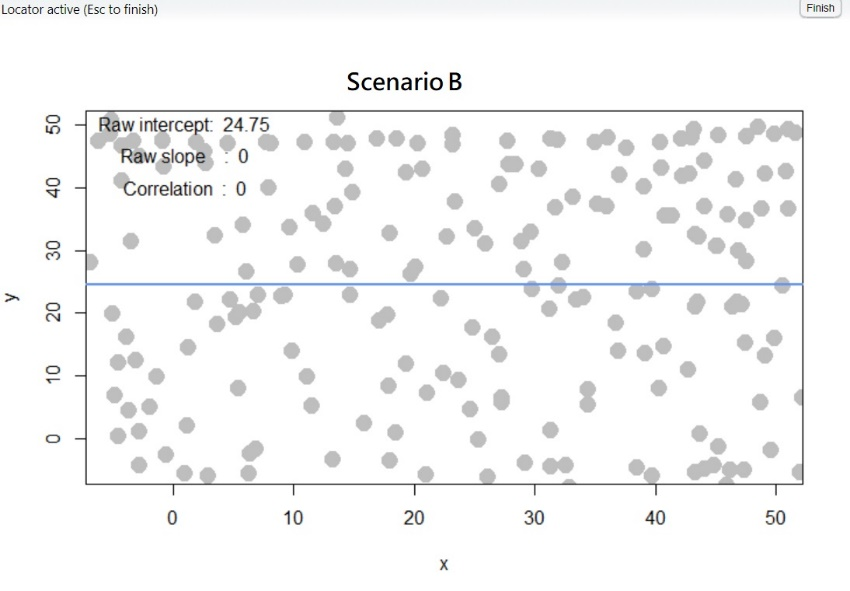 Locator active (Esc to finish)
Finish
Scenario B
Raw intercept: 24.75
Raw slope : 0
Correlation : 0
y
50
40
30
20
10
0
0 10 20 30 40 50
x